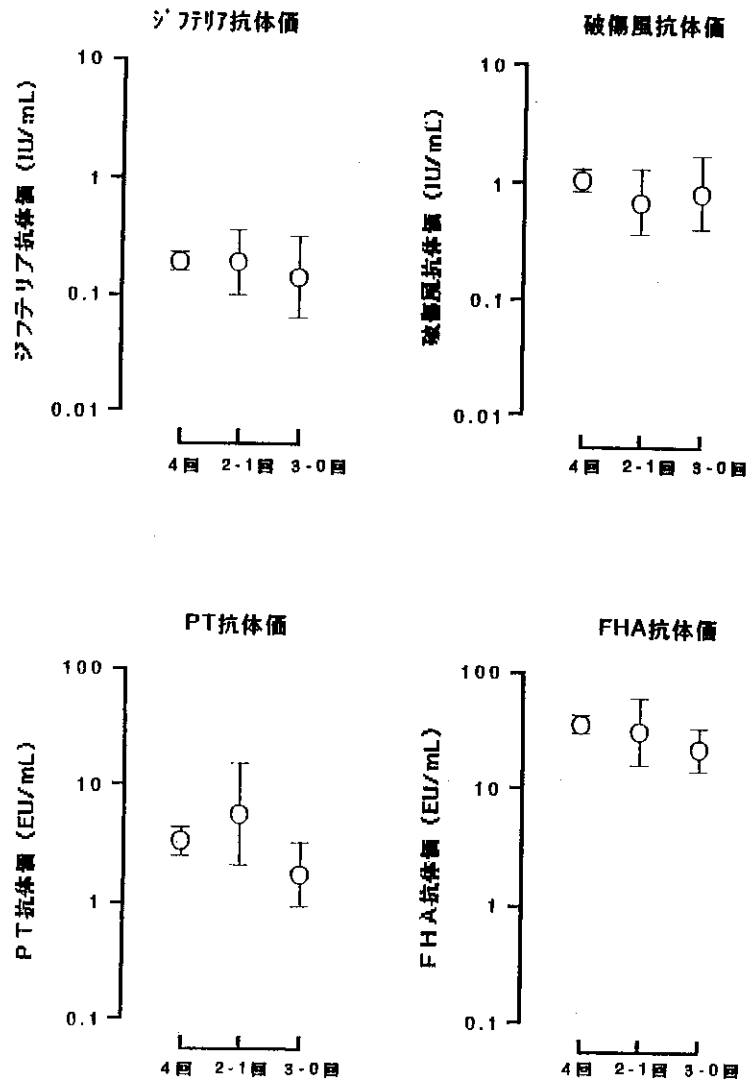 ジフテリア抗体価
ジフテリア抗体価 (IU/mL)
10
1
0.1
0.01
4回 2-1回 3-0回
破傷風抗体価
破傷風抗体価 (IU/mL)
10
1
0.1
0.01
4回 2-1回 3-0回
PT抗体価
PT抗体価 (EU/mL)
100
10
1
0.1
4回 2-1回 3-0回
FHA抗体価
FHA抗体価 (EU/mL)
100
10
1
0.1
4回 2-1回 3-0回